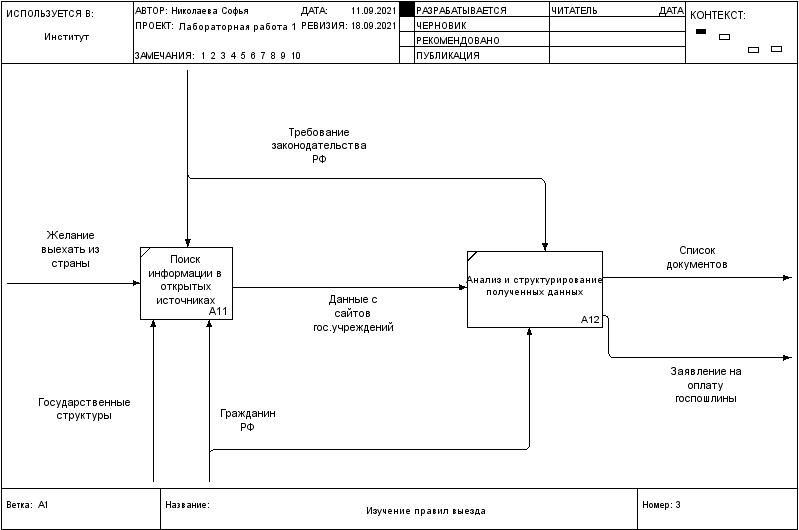 ИСПОЛЬЗУЕТСЯ В:
Институт
АВТОР: Николаева Софья
ДАТА: 11.09.2021
ПРОЕКТ: Лабораторная работа 1
РЕВИЗИЯ: 18.09.2021
ЗАМЕЧАНИЯ: 1 2 3 4 5 6 7 8 9 10
РАЗРАБАТЫВАЕТСЯ
ЧЕРНОВИК
РЕКОМЕНДОВАНО
ПУБЛИКАЦИЯ
ЧИТАТЕЛЬ
ДАТА
КОНТЕКСТ:
Требование
законодательства
РФ
Желание
выехать из
страны
Поиск
информации в
открытых
источниках
A11
Данные с
сайтов
гос.учреждений
Анализ и структурирование
полученных данных
A12
Список
документов
Заявление на
оплату
госпошлины
Государственные
структуры
Гражданин
РФ
Ветка: A1
Название:
Изучение правил выезда
Номер: 3